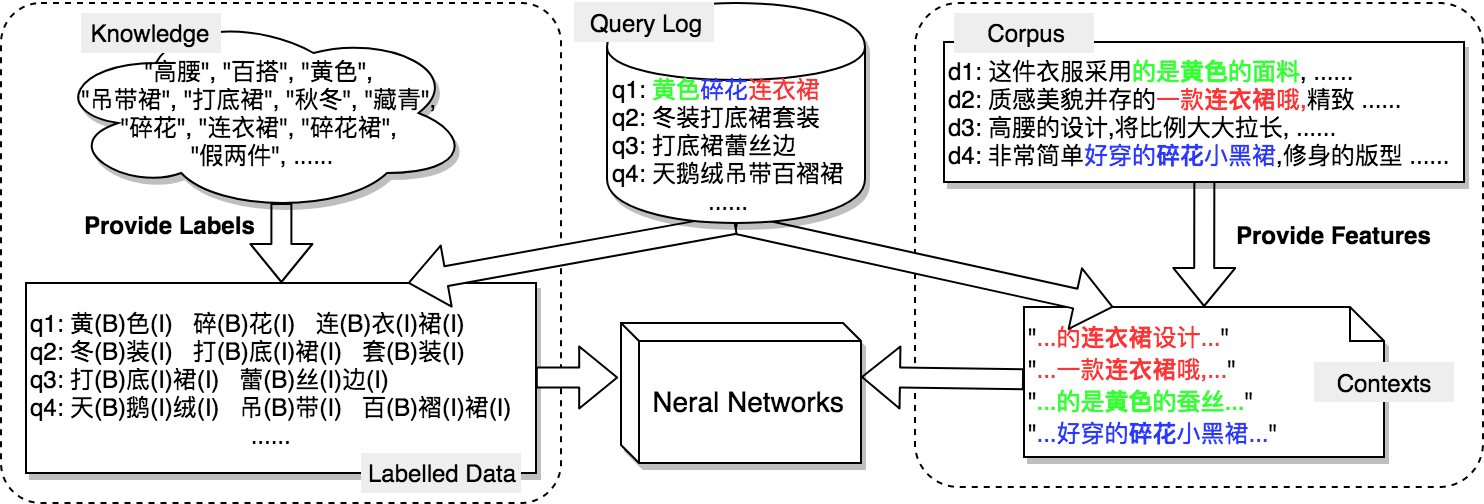 Knowledge
"高腰", "百搭", "黄色",
"吊带裙", "打底裙", "秋冬", "藏青",
"碎花", "连衣裙", "碎花裙",
"假两件", ......
Provide Labels
Query Log
q1: 黄色碎花连衣裙
q2: 冬装打底裙套装
q3: 打底裙蕾丝边
q4: 天鹅绒吊带百褶裙
......
Corpus
d1: 这件衣服采用的是黄色的面料, ......
d2: 质感美貌并存的一款连衣裙哦,精致 ......
d3: 高腰的设计,将比例大大拉长, ......
d4: 非常简单好穿的碎花小黑裙,修身的版型 ......
Provide Features
q1: 黄(B)色(I) 碎(B)花(I) 连(B)衣(I)裙(I)
q2: 冬(B)装(I) 打(B)底(I)裙(I) 套(B)装(I)
q3: 打(B)底(I)裙(I) 蕾(B)丝(I)边(I)
q4: 天(B)鹅(I)绒(I) 吊(B)带(I) 百(B)褶(I)裙(I)
......
Labelled Data
Neral Networks
"...的连衣裙设计..."
"...一款连衣裙哦,..."
"...的是黄色的蚕丝..."
"...好穿的碎花小黑裙..."
Contexts